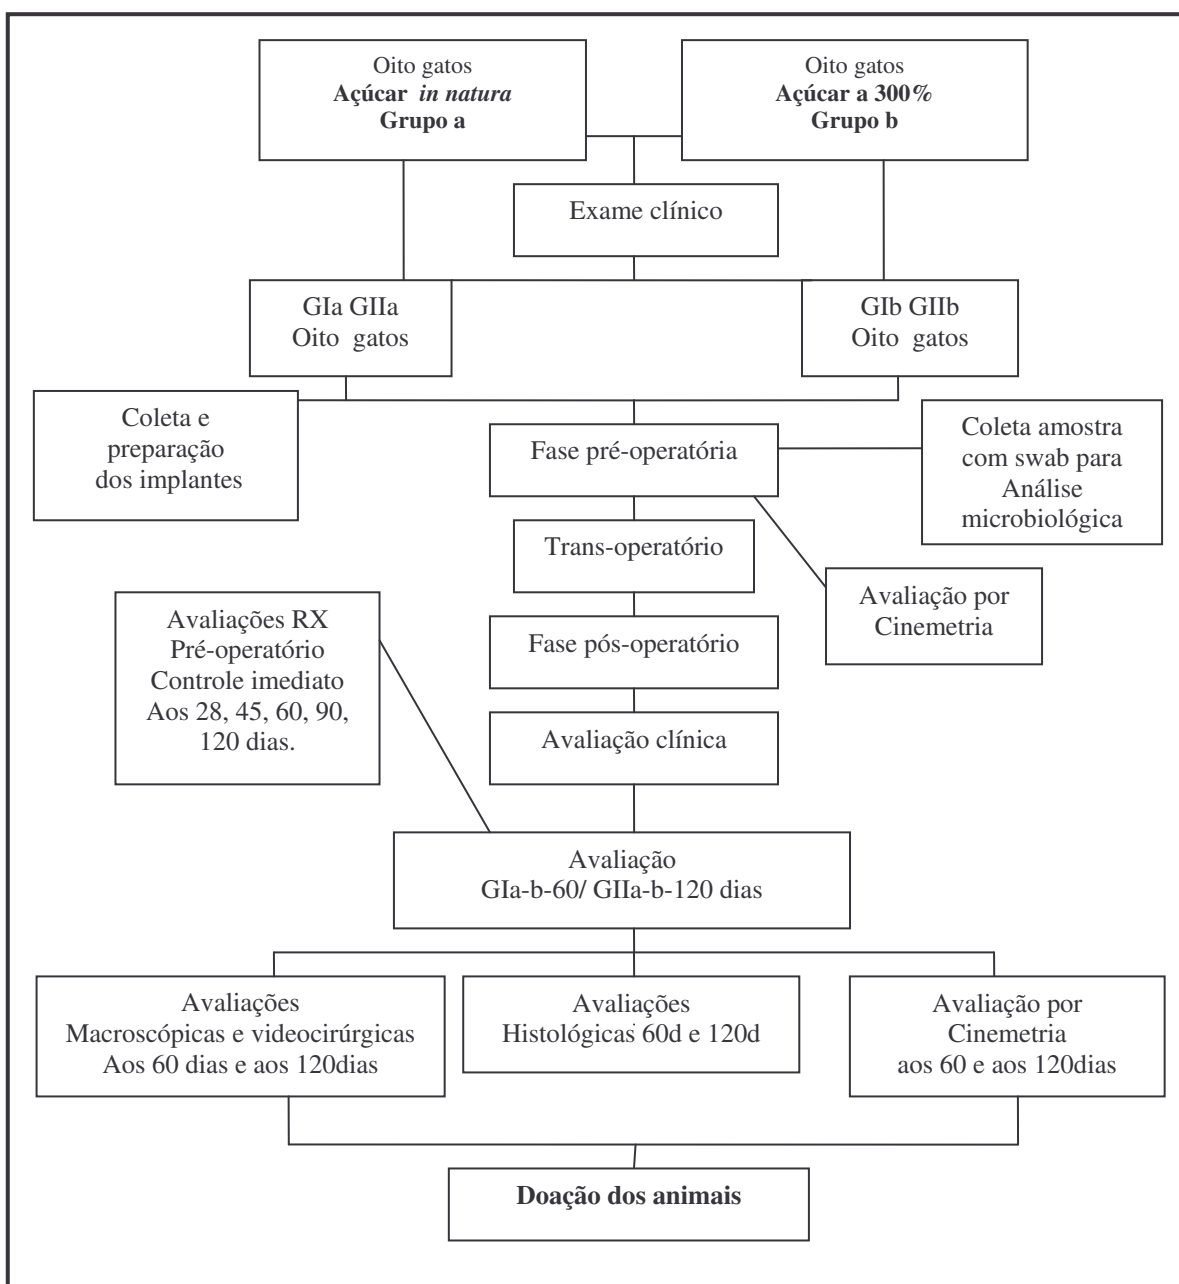 Oito gatos
Açúcar in natura
Grupo a
Oito gatos
Açúcar a 300%
Grupo b
Exame clínico
GIa GIIa
Oito gatos
GIb GIIb
Oito gatos
Coleta e
preparação
dos implantes
Fase pré-operatória
Coleta amostra
com swab para
Análise
microbiológica
Trans-operatório
Avaliação por
Cinemetria
Avaliações RX
Pré-operatório
Controle imediato
Aos 28, 45, 60, 90,
120 dias.
Fase pós-operatório
Avaliação clínica
Avaliação
GIa-b-60/ GIIa-b-120 dias
Avaliações
Macroscópicas e videocirúrgicas
Aos 60 dias e aos 120dias
Avaliações
Histológicas 60d e 120d
Avaliação por
Cinemetria
aos 60 e aos 120dias
Doação dos animais